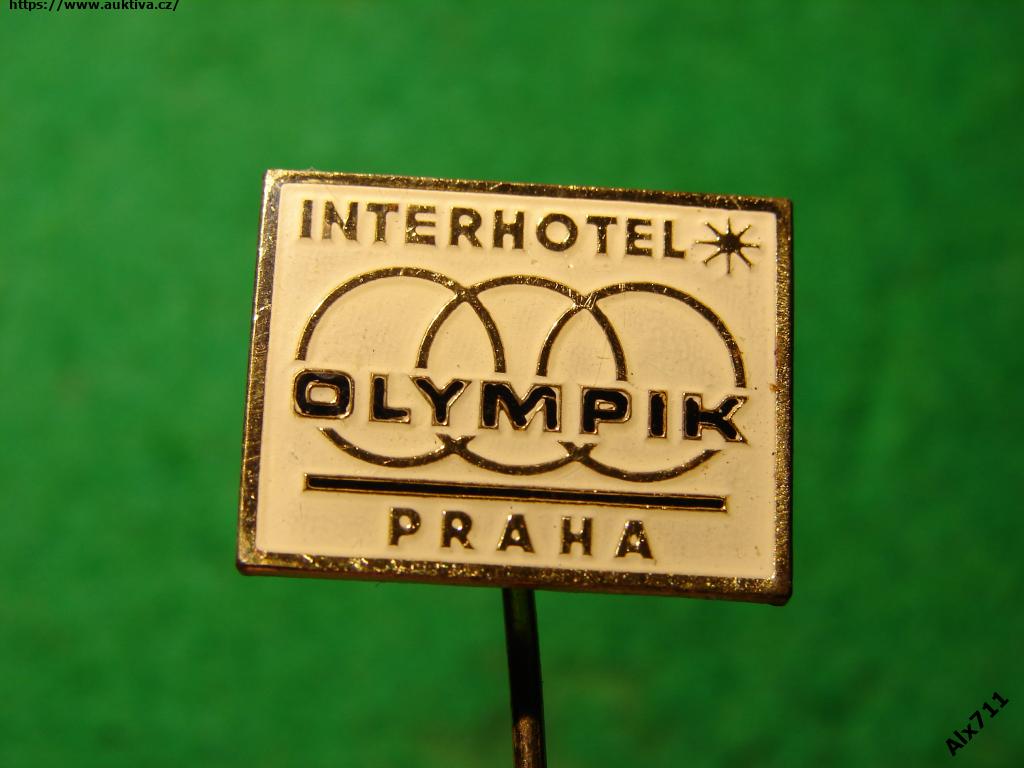 https://www.auktiva.cz/
INTERHOTEL
OLYMPIK
PRAHA
Alx711